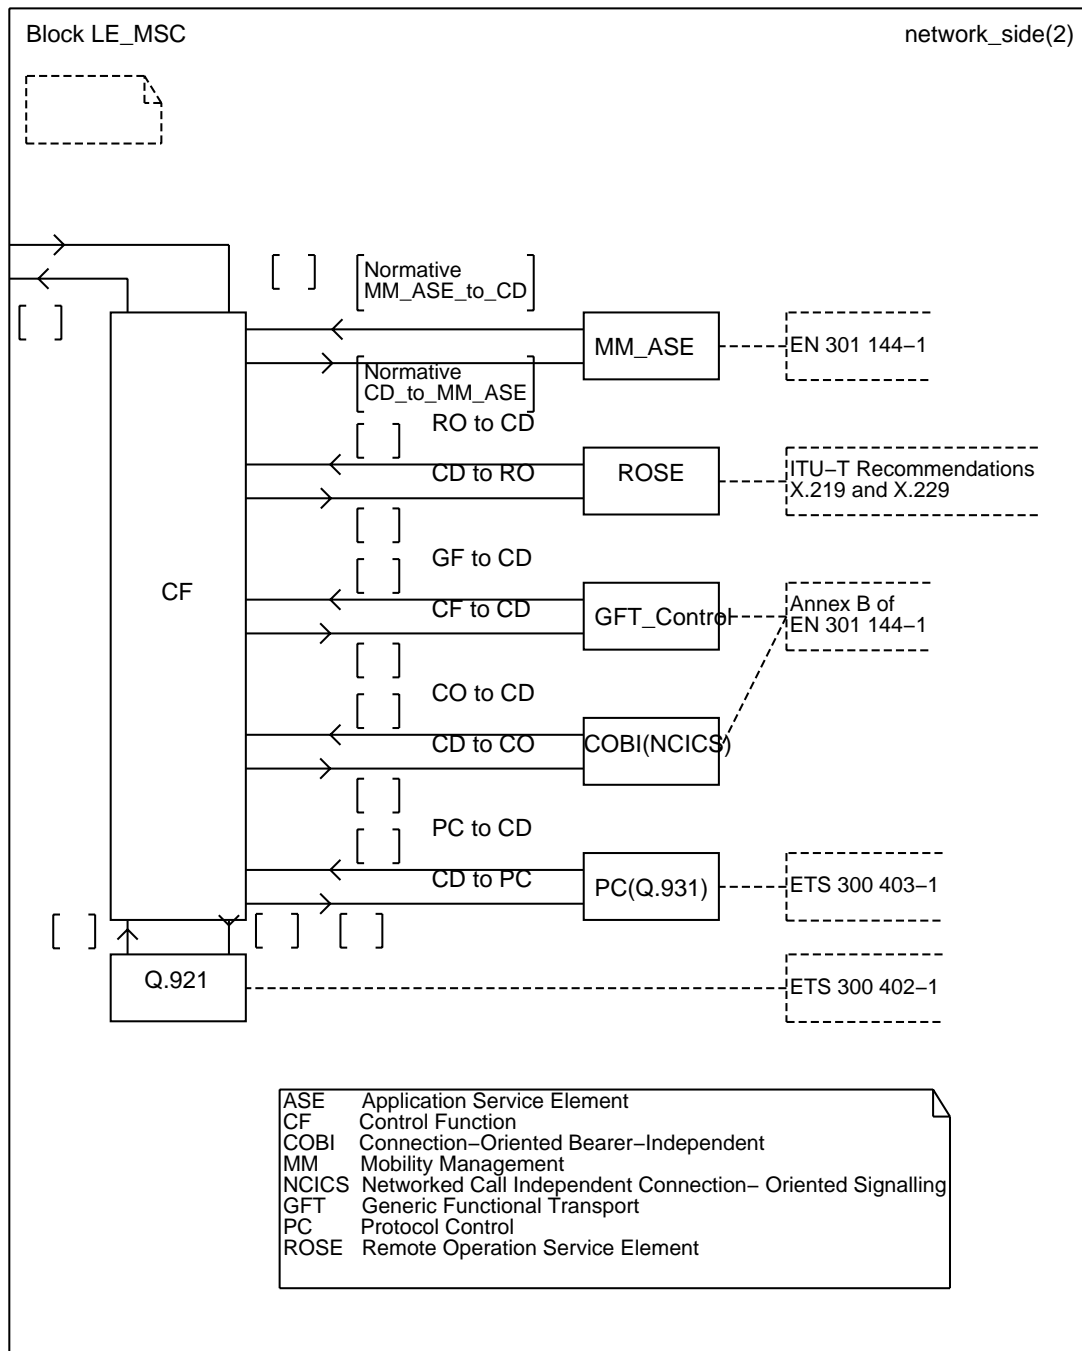 Block LE_MSC
network_side(2)
Normative
MM_ASE_to_CD
MM_ASE
EN 301 144−1
Normative
CD_to_MM_ASE
RO to CD
CD to RO
ROSE
ITU−T Recommendations
X.219 and X.229
GF to CD
CF
CF to CD
GFT_Control
Annex B of
EN 301 144−1
CO to CD
CD to CO
COBI(NCICS)
PC to CD
CD to PC
PC(Q.931)
ETS 300 403−1
Q.921
ETS 300 402−1
ASE Application Service Element
CF Control Function
COBI Connection−Oriented Bearer−Independent
MM Mobility Management
NCICS Networked Call Independent Connection− Oriented Signalling
GFT Generic Functional Transport
PC Protocol Control
ROSE Remote Operation Service Element